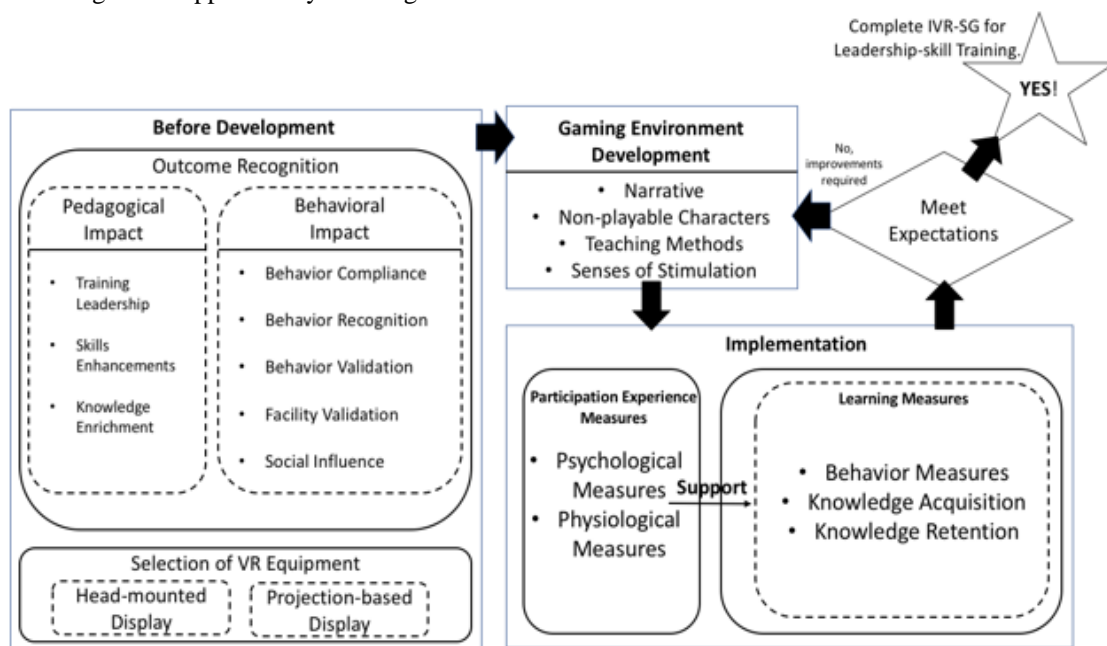 Complete IVR-SG for
Leadership-skill Training.
YES!
Before Development
Outcome Recognition
Pedagogical
Impact
• Training
Leadership
• Skills
Enhancements
• Knowledge
Enrichment
Behavioral
Impact
• Behavior Compliance
• Behavior Recognition
• Behavior Validation
• Facility Validation
• Social Influence
Selection of VR Equipment
Head-mounted
Display
Projection-based
Display
Gaming Environment
Development
• Narrative
• Non-playable Characters
• Teaching Methods
• Senses of Stimulation
No,
improvements
required
Meet
Expectations
Implementation
Participation Experience
Measures
• Psychological
Measures
• Physiological
Measures
Support
Learning Measures
• Behavior Measures
• Knowledge Acquisition
• Knowledge Retention